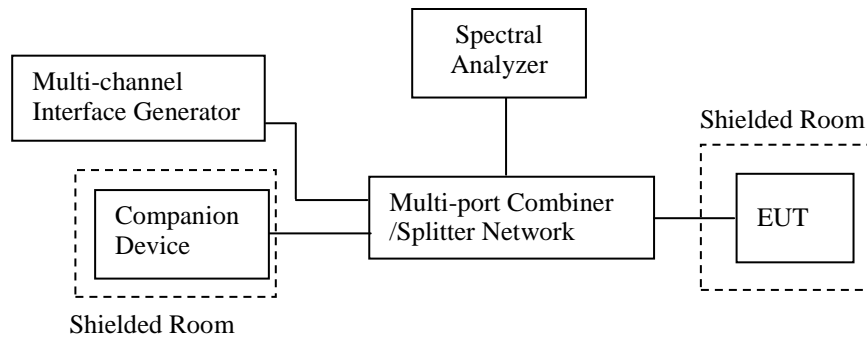 Spectral
Analyzer
Multi-channel
Interface Generator
Shielded Room
Companion
Device
Multi-port Combiner
/Splitter Network
EUT
Shielded Room